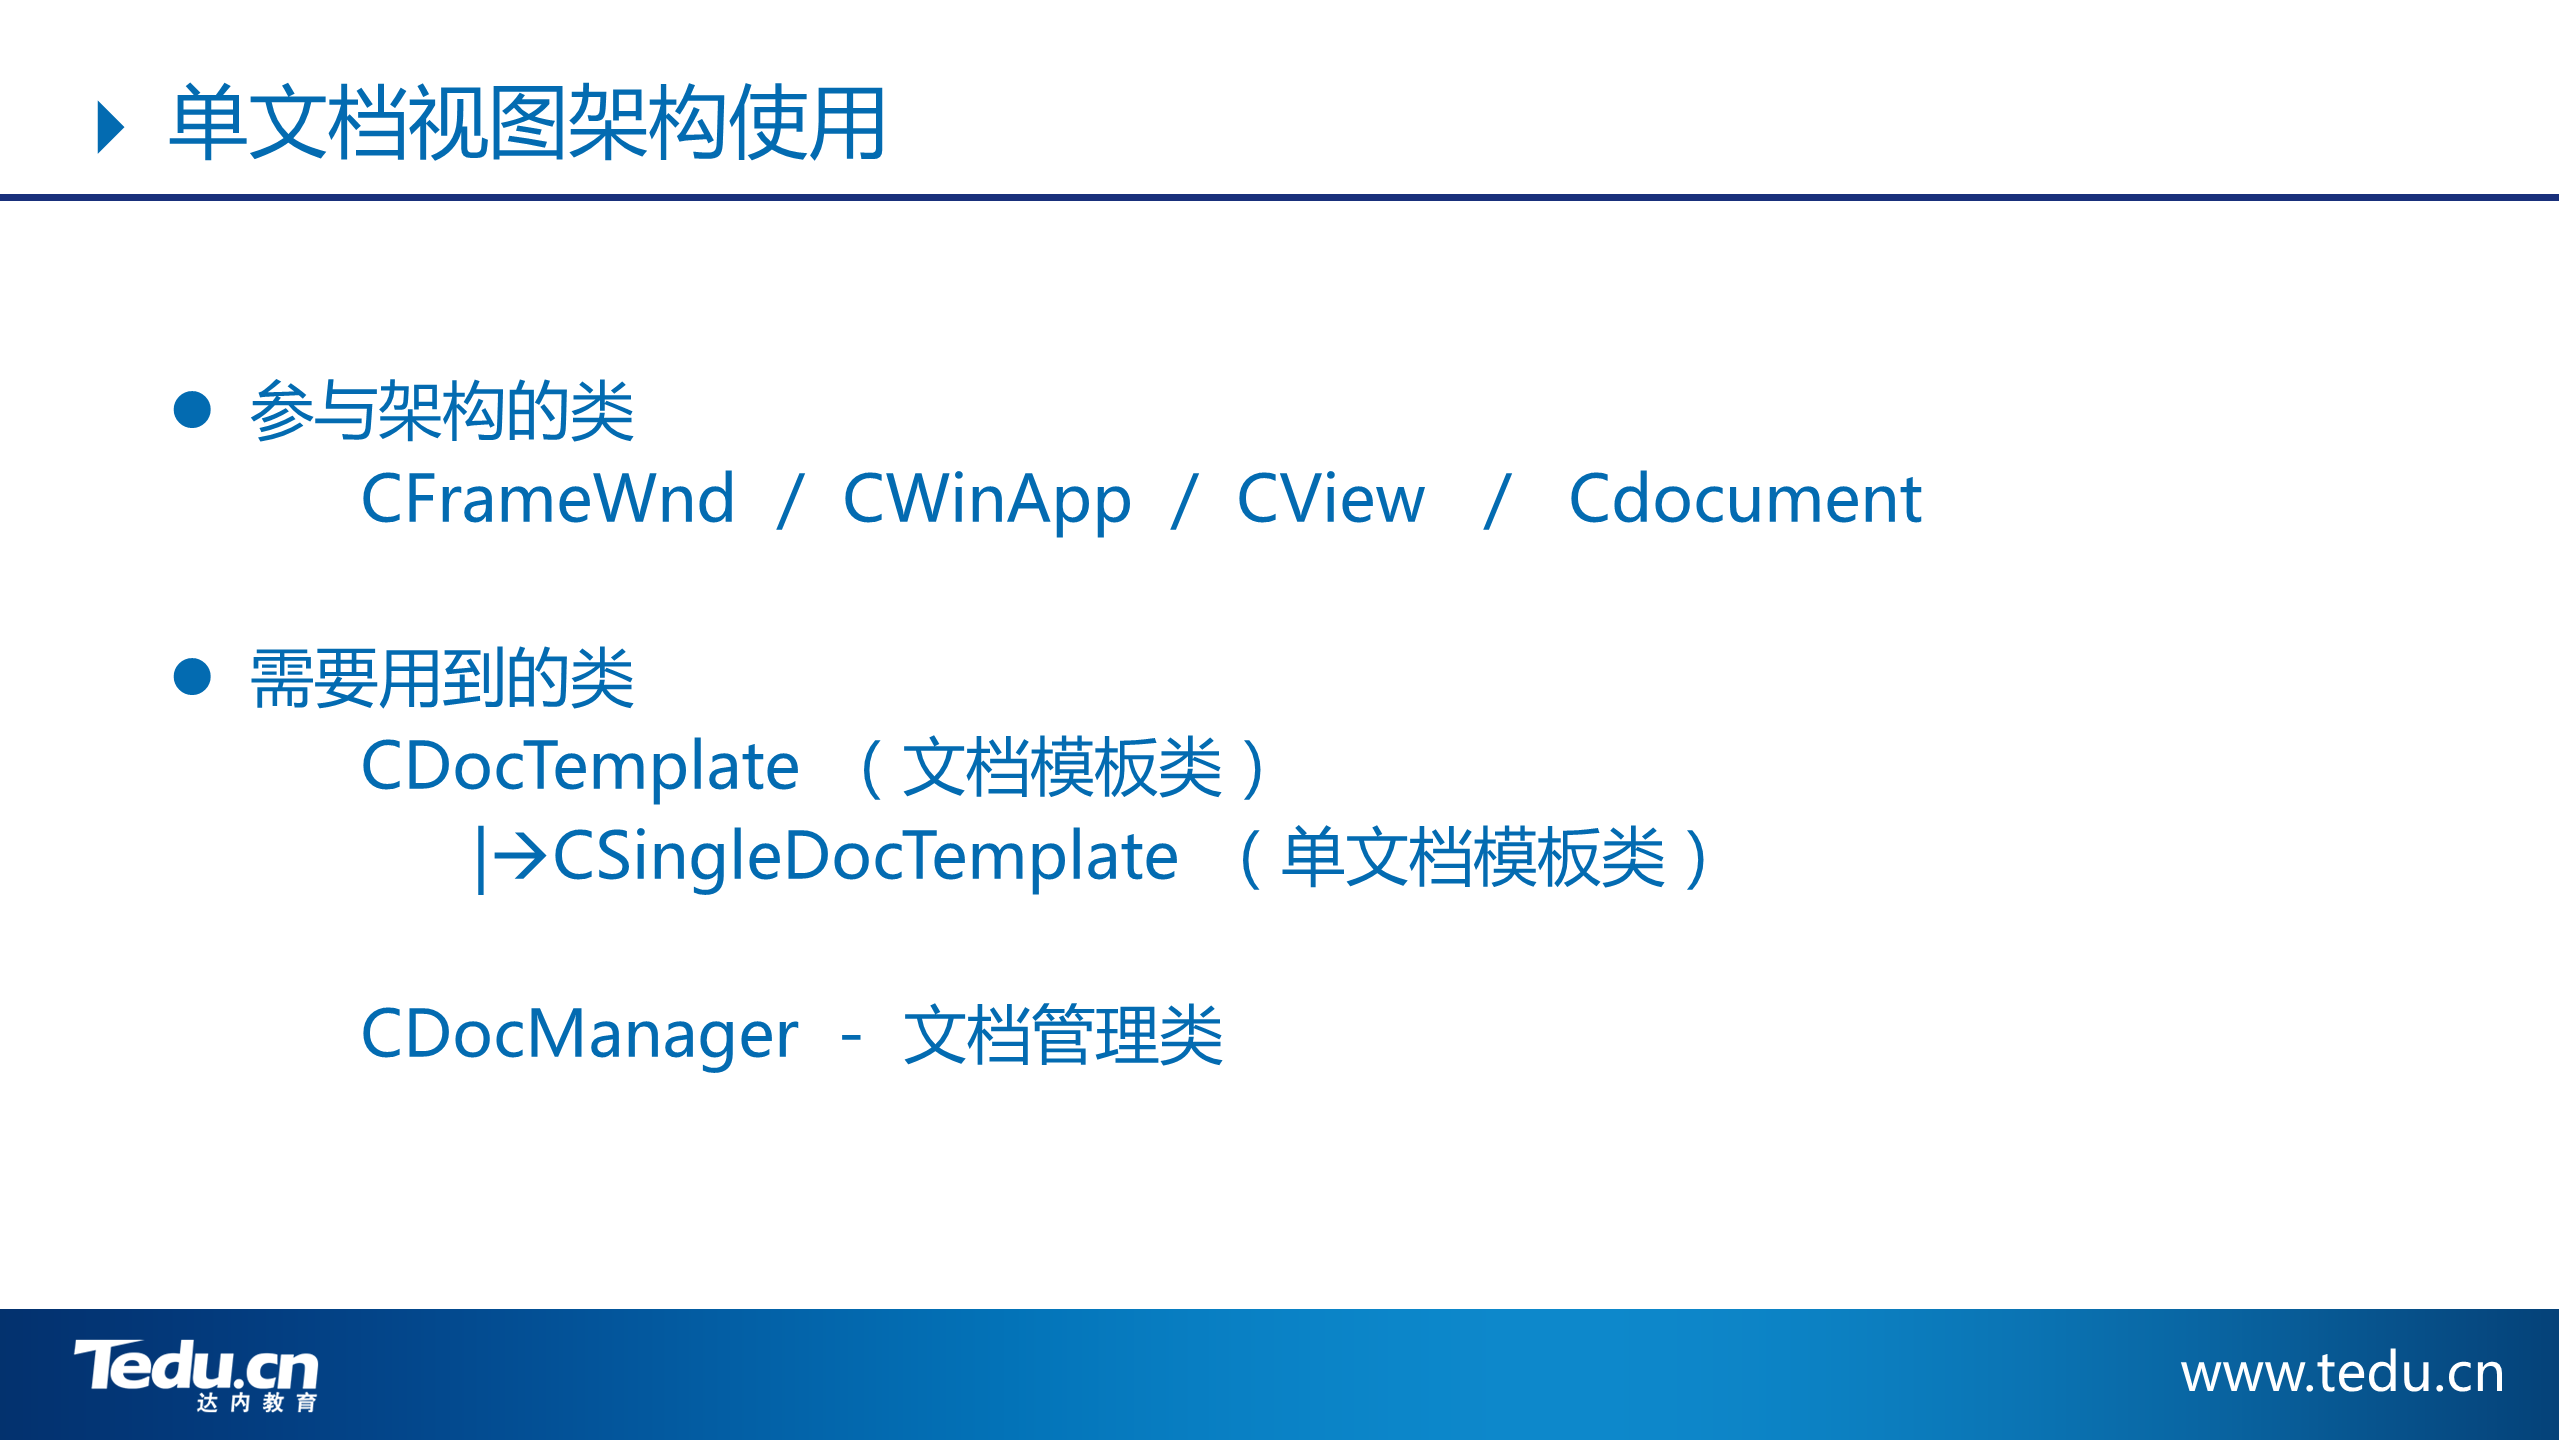 单文档视图架构使用
参与架构的类
CFrameWnd / CWinApp / CView / Cdocument
需要用到的类
CDocTemplate （文档模板类）
|→CSingleDocTemplate （单文档模板类）
CDocManager - 文档管理类
Tedu.cn
达内教育
www.tedu.cn